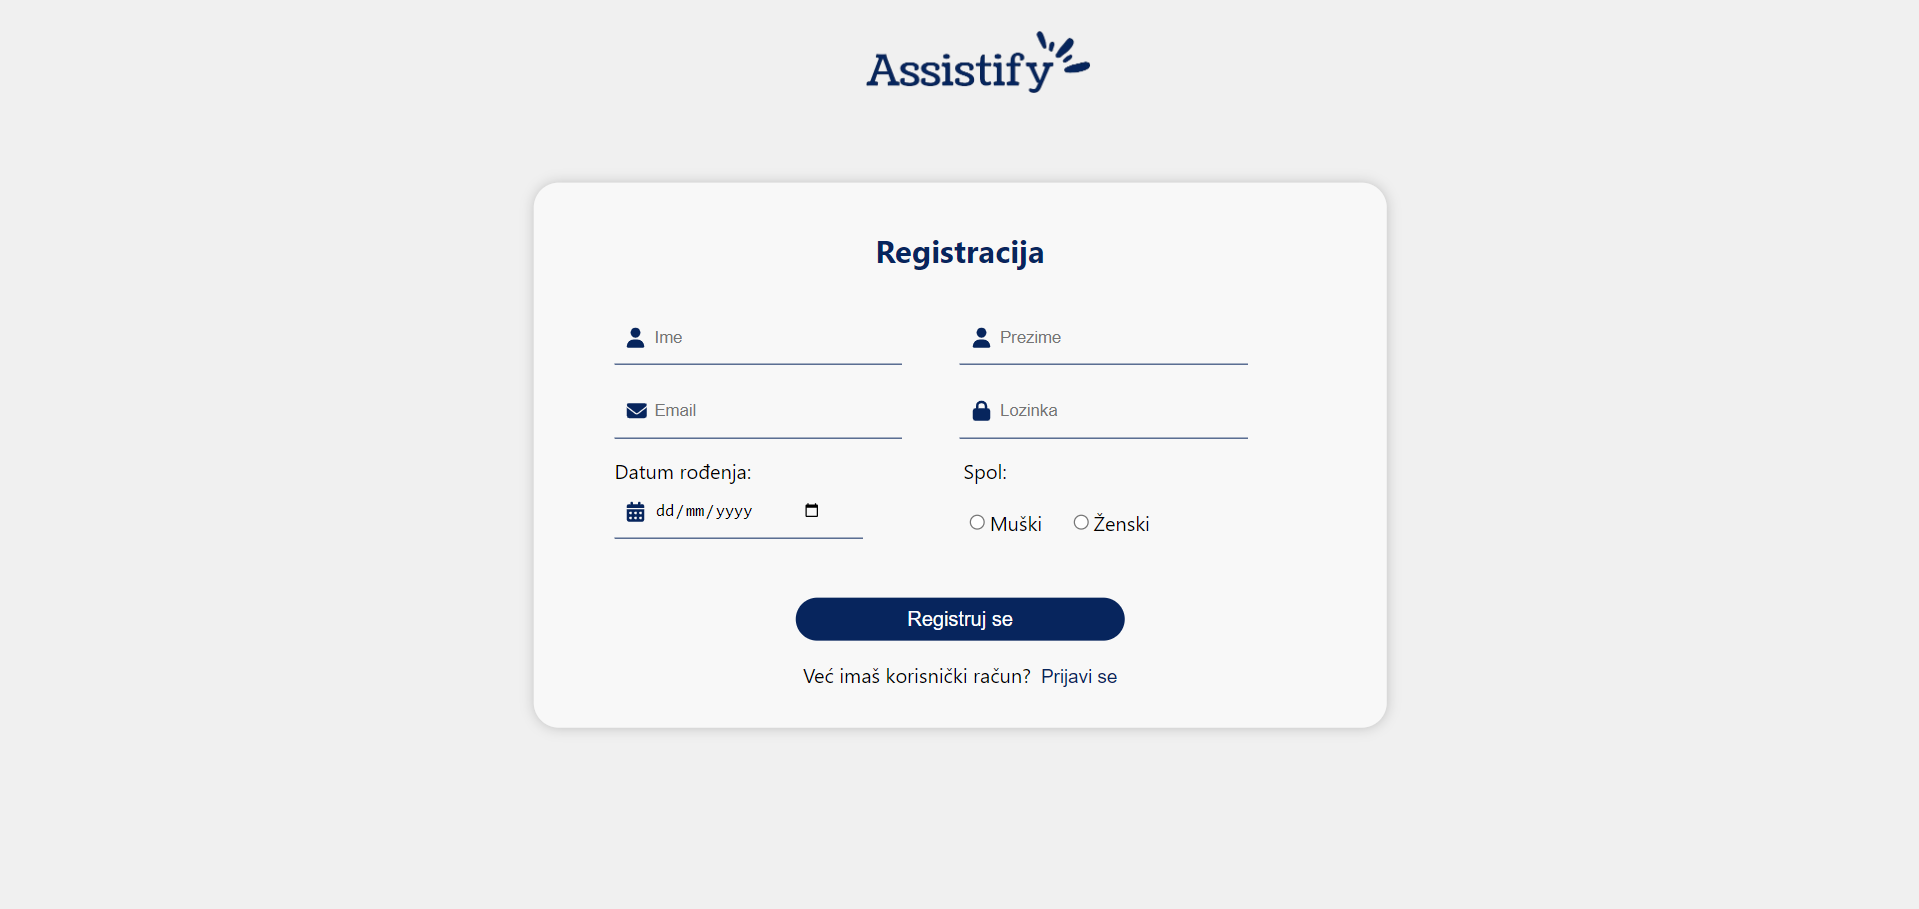 Assistify
Registracija
Ime
Prezime
Email
Lozinka
Datum rođenja:
Spol:
dd/mm/yyyy
Muški
Ženski
Registruj se
Već imaš korisnički račun? Prijavi se